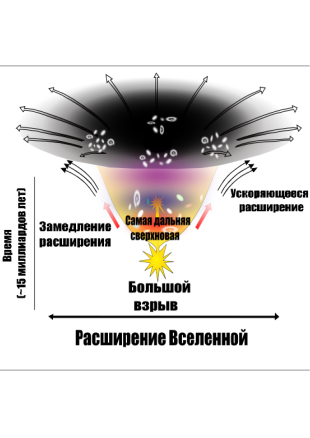 Ускоряющееся
расширение
Время
(~15 миллиардов лет)
Замедление
расширения
Самая дальняя
сверхновая
Большой
взрыв
Расширение Вселенной